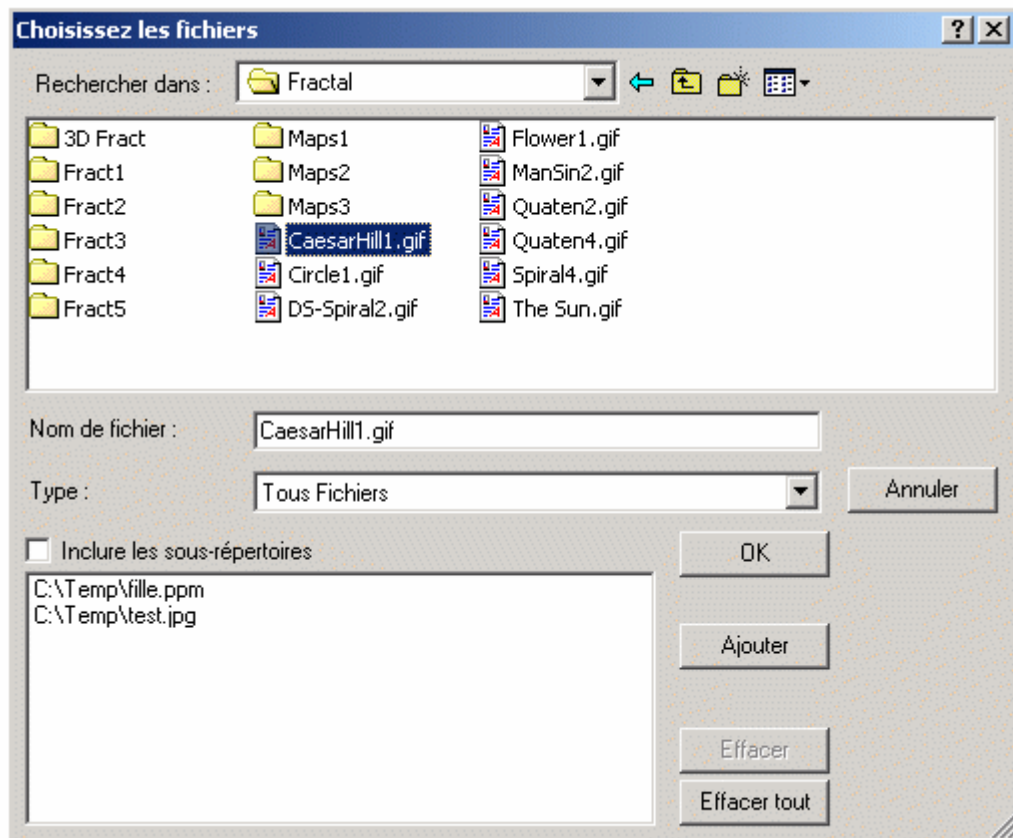 Choisissez les fichiers
Rechercher dans :
Fractal
3D Fract
Fract1
Fract2
Fract3
Fract4
Fract5
Maps1
Maps2
Maps3
CaesarHill1.gif
Circle1.gif
DS-Spiral2.gif
Flower1.gif
ManSin2.gif
Quaten2.gif
Quaten4.gif
Spiral4.gif
The Sun.gif
Nom de fichier :
CaesarHill1.gif
Type :
Tous Fichiers
Annuler
Inclure les sous-répertoires
OK
C:\Temp\fille.ppm
C:\Temp\test.jpg
Ajouter
Effacer
Effacer tout